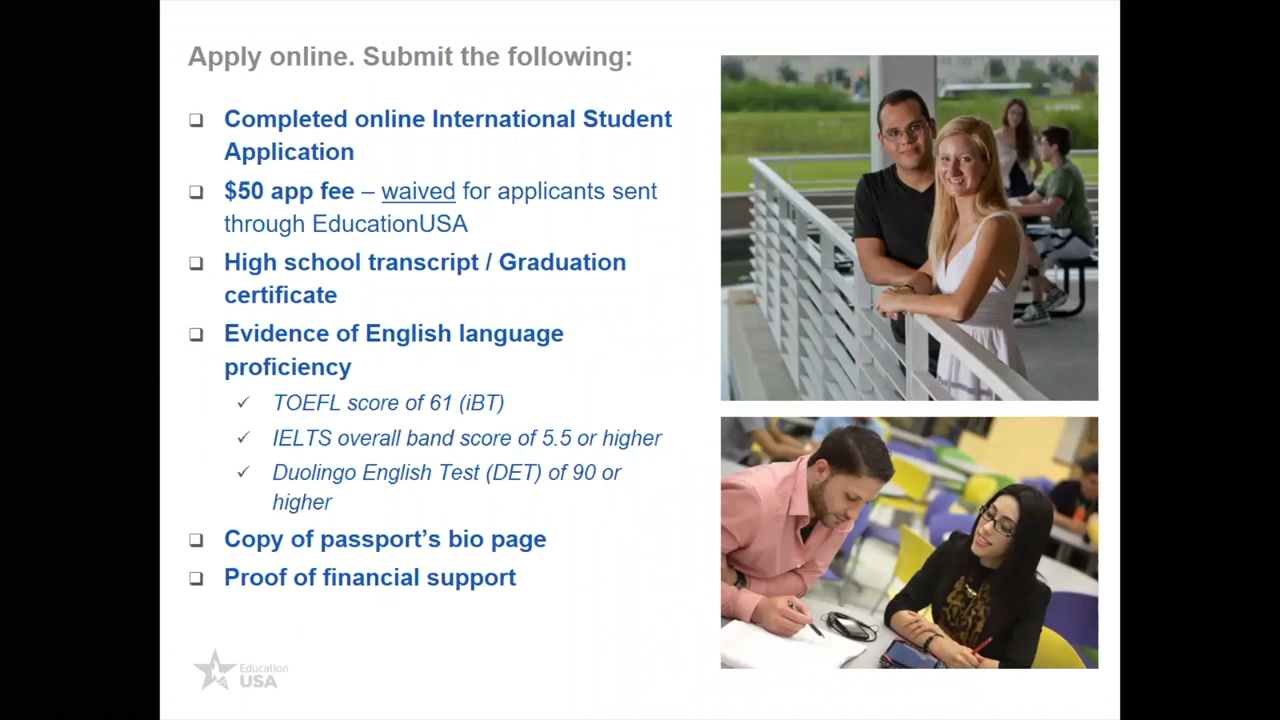 Apply online. Submit the following:
Completed online International Student
Application
$50 app fee – waived for applicants sent
through EducationUSA
High school transcript / Graduation
certificate
Evidence of English language
proficiency
TOEFL score of 61 (iBT)
IELTS overall band score of 5.5 or higher
Duolingo English Test (DET) of 90 or
higher
Copy of passport’s bio page
Proof of financial support
Education
USA